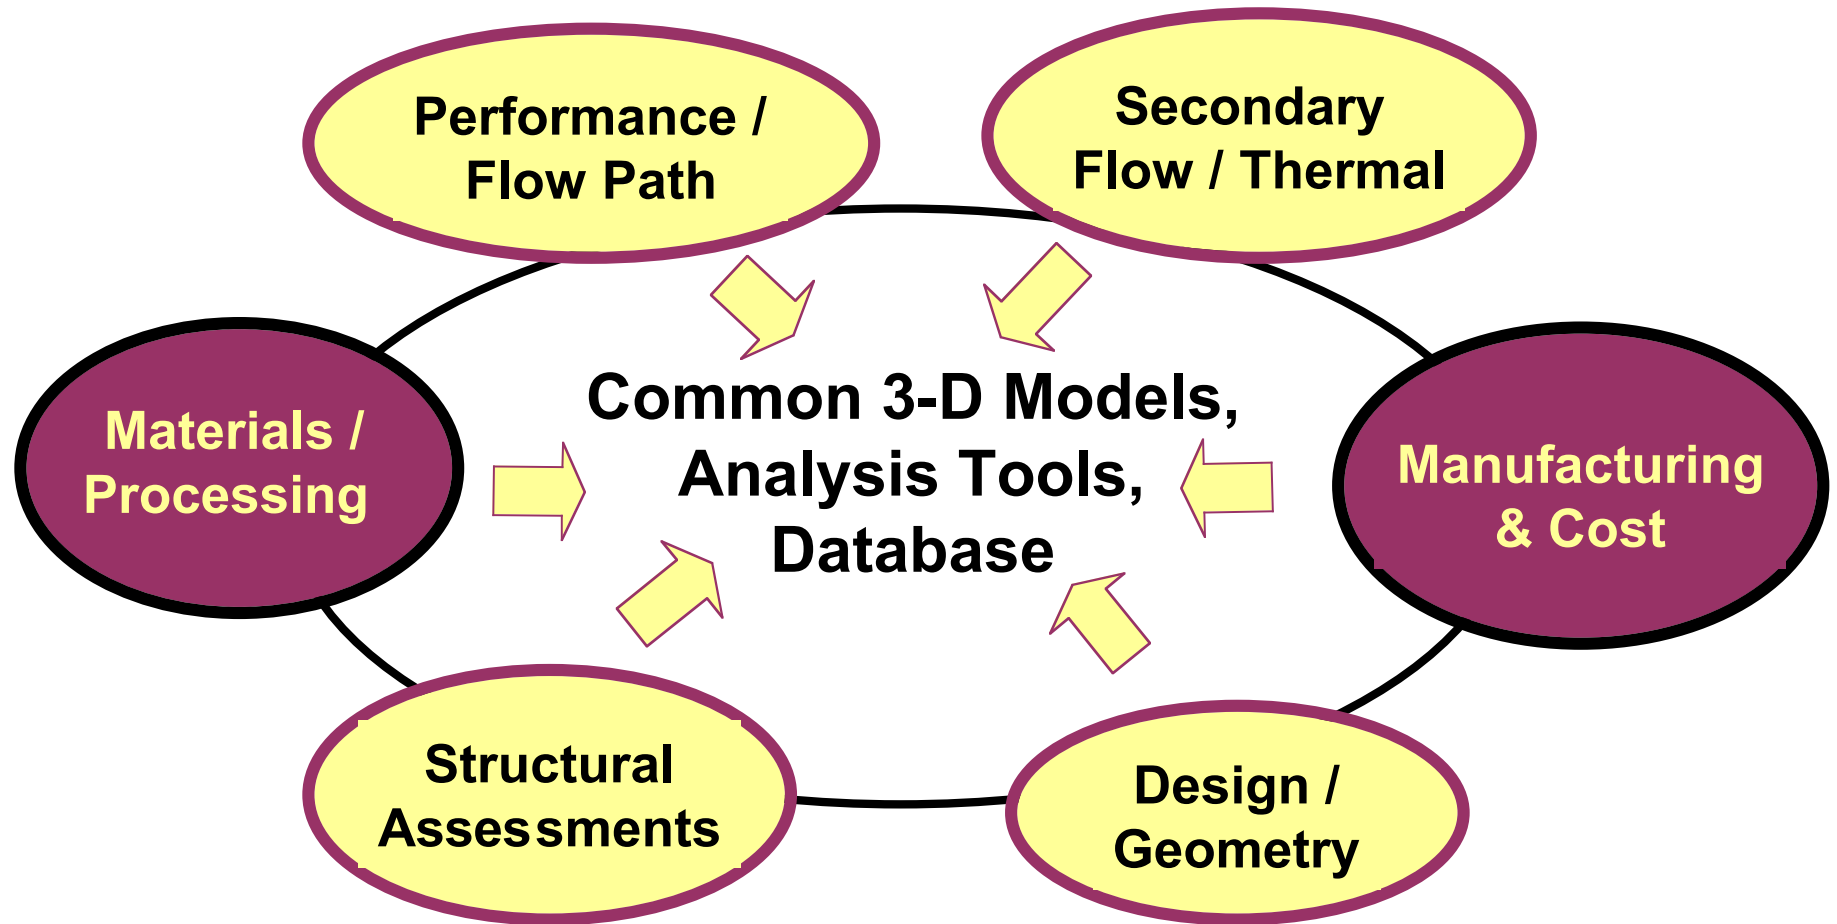 Performance /
Flow Path
Secondary
Flow / Thermal
Materials /
Processing
Common 3-D Models,
Analysis Tools,
Database
Manufacturing
& Cost
Structural
Assessments
Design /
Geometry